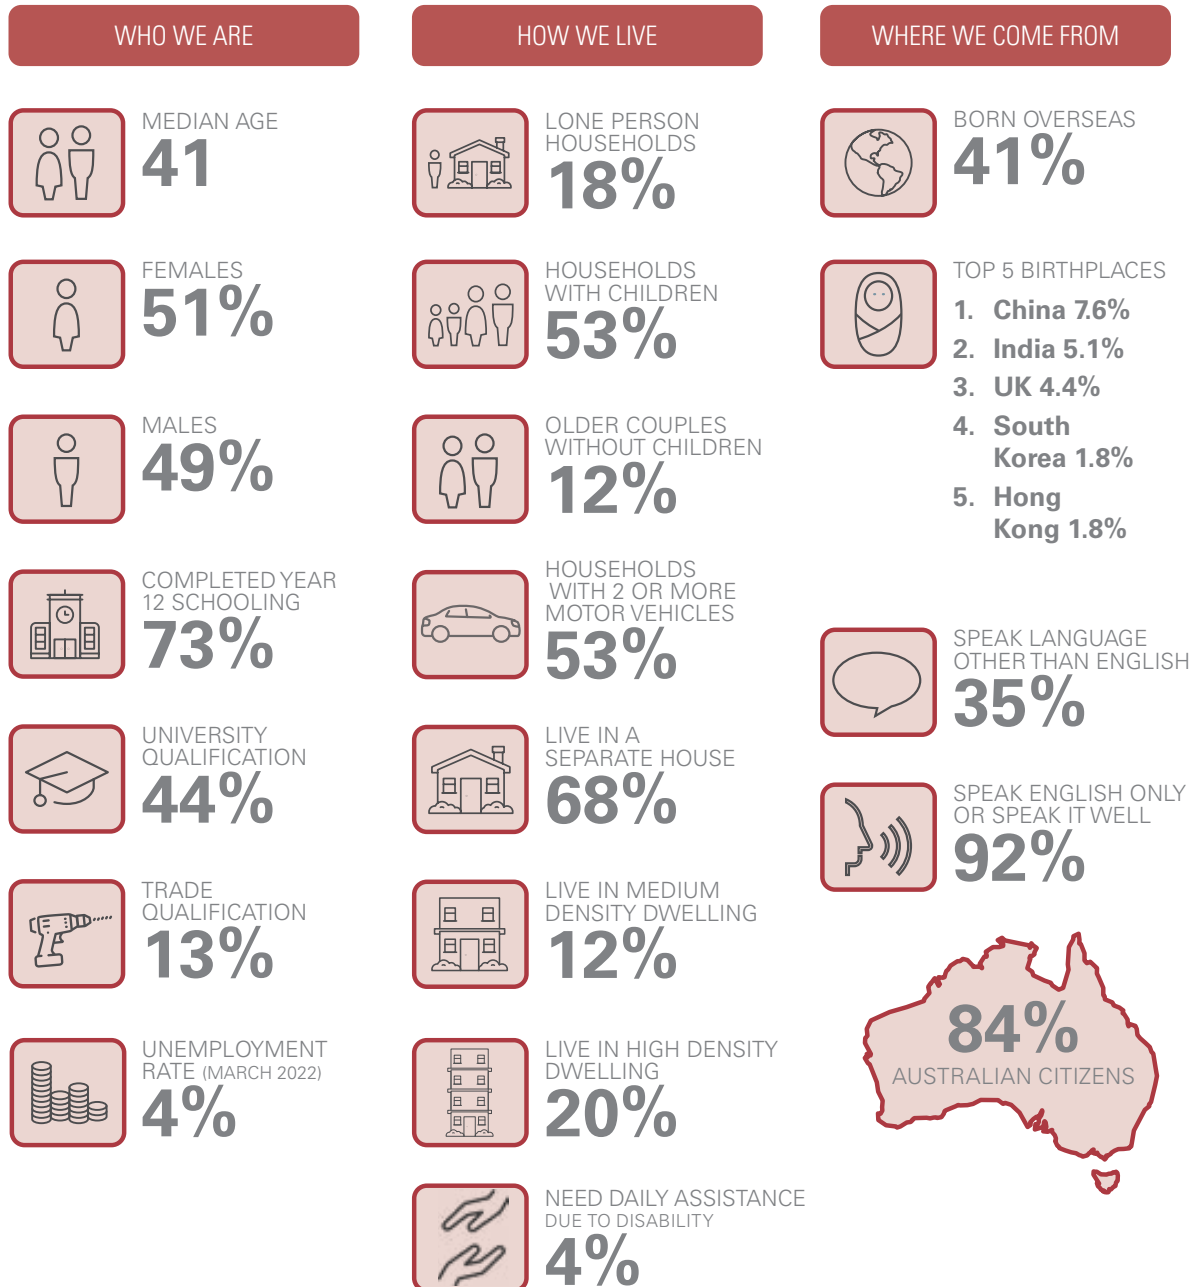 WHO WE ARE
MEDIAN AGE
41
FEMALES
51%
MALES
49%
COMPLETED YEAR
12 SCHOOLING
73%
UNIVERSITY
QUALIFICATION
44%
TRADE
QUALIFICATION
13%
UNEMPLOYMENT
RATE (MARCH 2022)
4%
HOW WE LIVE
LONE PERSON
HOUSEHOLDS
18%
HOUSEHOLDS
WITH CHILDREN
53%
OLDER COUPLES
WITHOUT CHILDREN
12%
HOUSEHOLDS
WITH 2 OR MORE
MOTOR VEHICLES
53%
LIVE IN A
SEPARATE HOUSE
68%
LIVE IN MEDIUM
DENSITY DWELLING
12%
LIVE IN HIGH DENSITY
DWELLING
20%
NEED DAILY ASSISTANCE
DUE TO DISABILITY
4%
WHERE WE COME FROM
BORN OVERSEAS
41%
TOP 5 BIRTHPLACES
1. China 7.6%
2. India 5.1%
3. UK 4.4%
4. South
Korea 1.8%
5. Hong
Kong 1.8%
SPEAK LANGUAGE
OTHER THAN ENGLISH
35%
SPEAK ENGLISH ONLY
OR SPEAK IT WELL
92%
84%
AUSTRALIAN CITIZENS